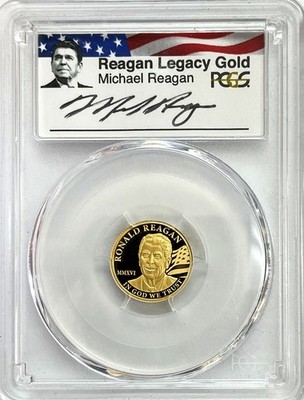 Reagan Legacy Gold
Michael Reagan
PCGS
RONALD REAGAN
MMXVI
IN GOD WE TRUST